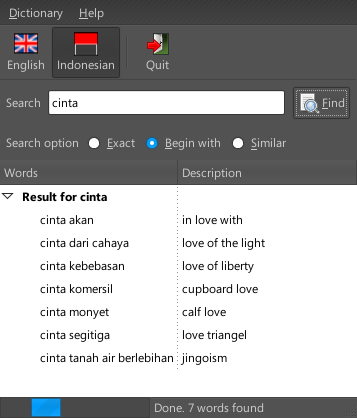 Dictionary Help
English Indonesian Quit
Search cinta Find
Search option Exact Begin with Similar
Words Description
Result for cinta
cinta akan in love with
cinta dari cahaya love of the light
cinta kebebasan love of liberty
cinta komersil cupboard love
cinta monyet calf love
cinta segitiga love triangel
cinta tanah air berlebihan jingoism
Done. 7 words found